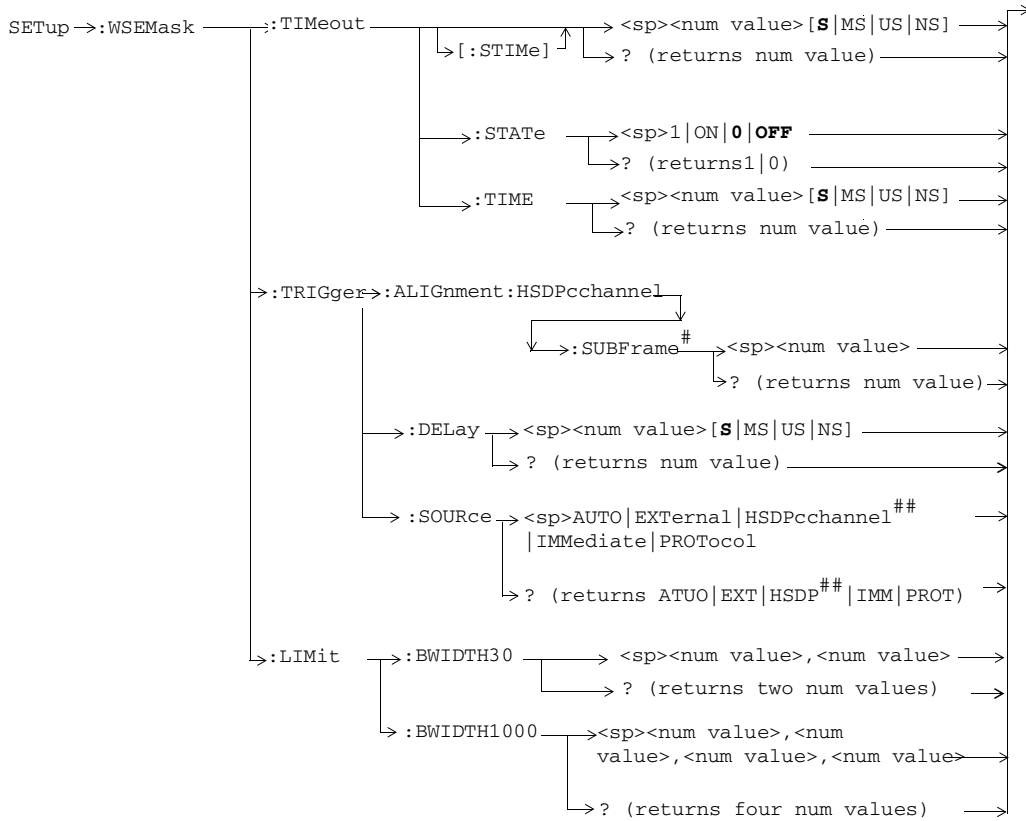 SETup :WSEMask :TIMeout <sp><num value>[S|MS|US|NS]
[:STIMe] ? (returns num value)
:STATe <sp>1|ON|0|OFF
? (returns1|0)
:TIME <sp><num value>[S|MS|US|NS]
? (returns num value)
:TRIGger :ALIGnment:HSDPcchannel
:SUBFrame# <sp><num value>
? (returns num value)
:DELay <sp><num value>[S|MS|US|NS]
? (returns num value)
:SOURce <sp>AUTO|EXTernal|HSDPcchannel##
|IMMediate|PROTocol
? (returns ATUO|EXT|HSDP##|IMM|PROT)
:LIMit :BWIDTH30 <sp><num value>,<num value>
? (returns two num values)
:BWIDTH1000 <sp><num value>,<num
value>,<num value>,<num value>
? (returns four num values)